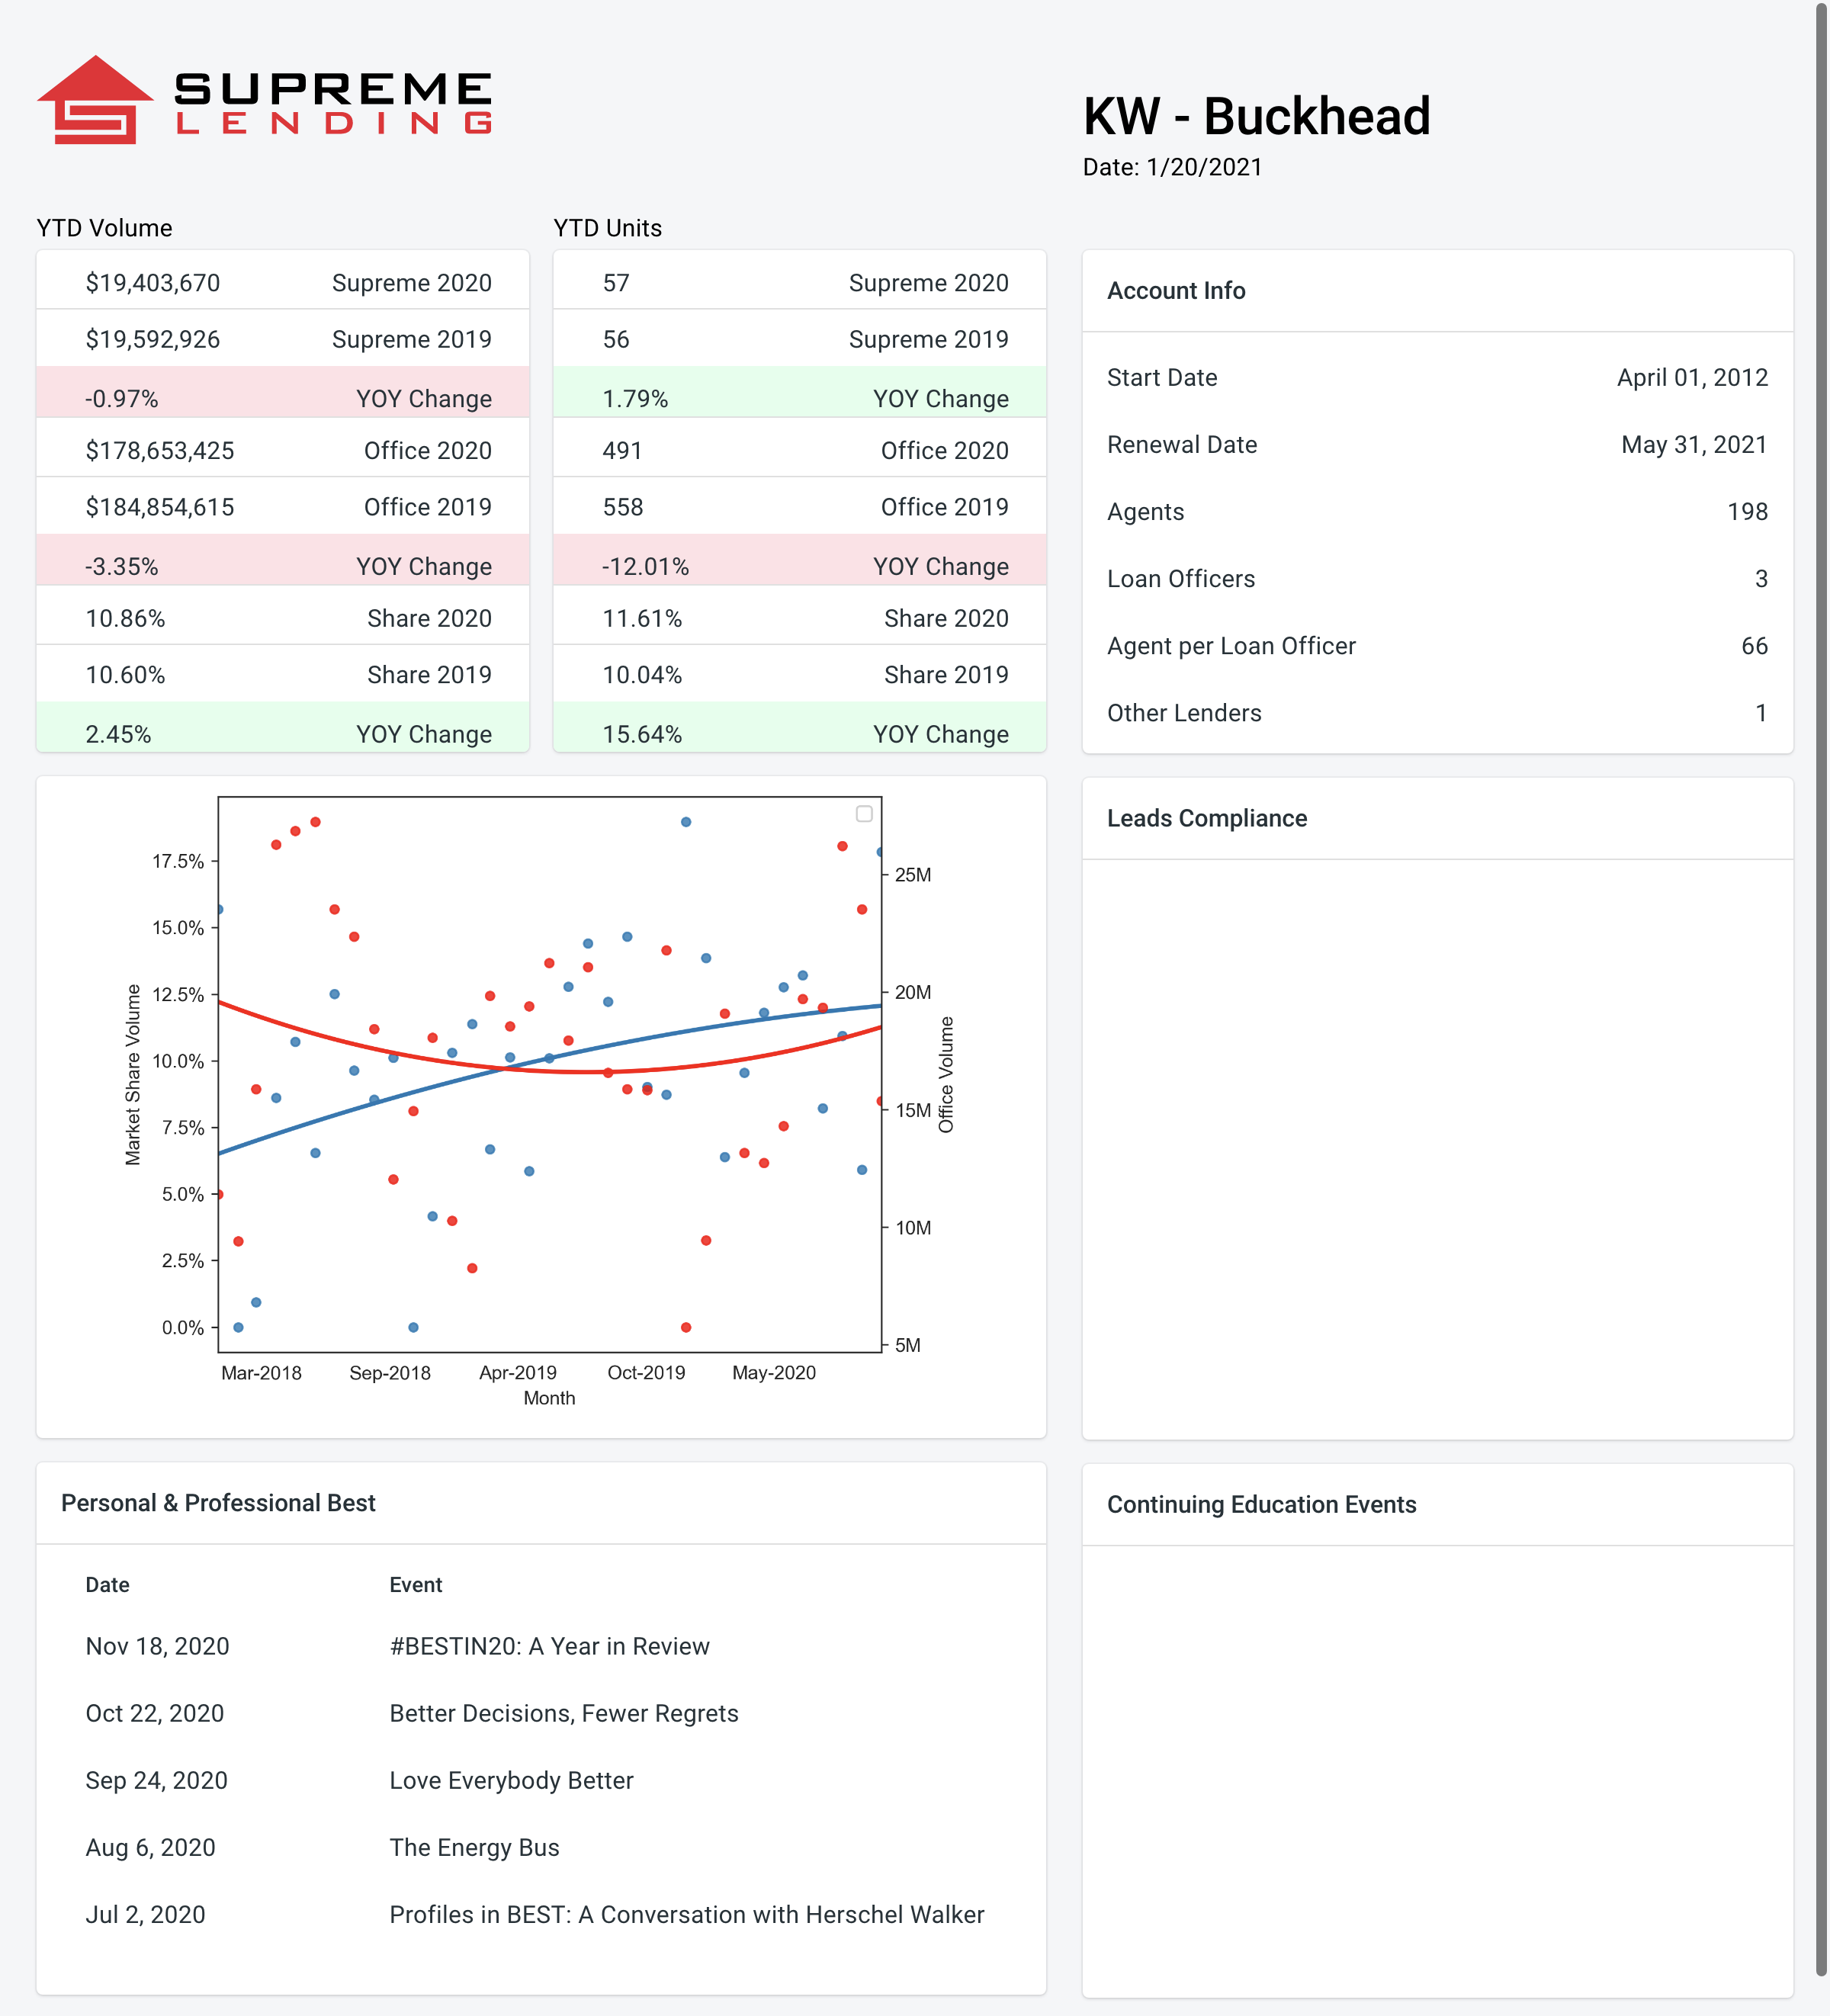 SUPREME
LENDING
KW - Buckhead
Date: 1/20/2021
YTD Volume
$19,403,670 Supreme 2020
$19,592,926 Supreme 2019
-0.97% YOY Change
$178,653,425 Office 2020
$184,854,615 Office 2019
-3.35% YOY Change
10.86% Share 2020
10.60% Share 2019
2.45% YOY Change
YTD Units
57 Supreme 2020
56 Supreme 2019
1.79% YOY Change
491 Office 2020
558 Office 2019
-12.01% YOY Change
11.61% Share 2020
10.04% Share 2019
15.64% YOY Change
Account Info
Start Date April 01, 2012
Renewal Date May 31, 2021
Agents 198
Loan Officers 3
Agent per Loan Officer 66
Other Lenders 1
Market Share Volume
17.5%
15.0%
12.5%
10.0%
7.5%
5.0%
2.5%
0.0%
25M
20M
15M
10M
5M
Office Volume
Mar-2018 Sep-2018 Apr-2019 Oct-2019 May-2020
Month
Leads Compliance
Personal & Professional Best
Date Event
Nov 18, 2020 #BESTIN20: A Year in Review
Oct 22, 2020 Better Decisions, Fewer Regrets
Sep 24, 2020 Love Everybody Better
Aug 6, 2020 The Energy Bus
Jul 2, 2020 Profiles in BEST: A Conversation with Herschel Walker
Continuing Education Events